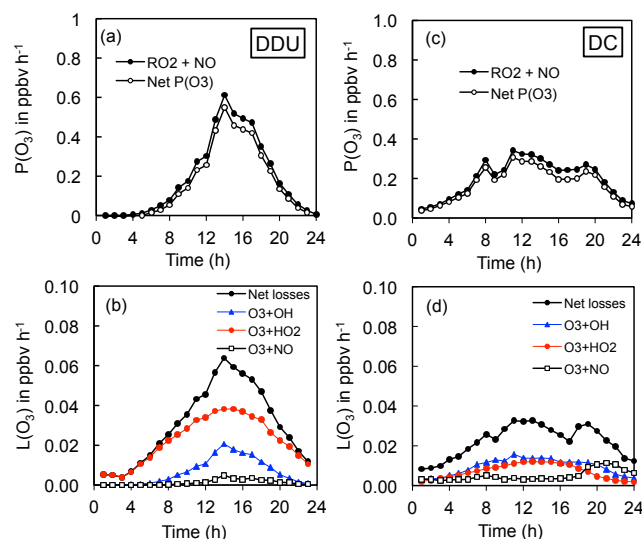 (a)
DDU
RO2 + NO
Net P(O3)
P(O₃) in ppbv h⁻¹
1
0.8
0.6
0.4
0.2
0
0 4 8 12 16 20 24
Time (h)
(c)
DC
RO2 + NO
Net P(O3)
P(O₃) in ppbv h⁻¹
1.0
0.8
0.6
0.4
0.2
0.0
0 4 8 12 16 20 24
Time (h)
(b)
Net losses
O3+OH
O3+HO2
O3+NO
L(O₃) in ppbv h⁻¹
0.10
0.08
0.06
0.04
0.02
0.00
0 4 8 12 16 20 24
Time (h)
(d)
Net losses
O3+OH
O3+HO2
O3+NO
L(O₃) in ppbv h⁻¹
0.10
0.08
0.06
0.04
0.02
0.00
0 4 8 12 16 20 24
Time (h)